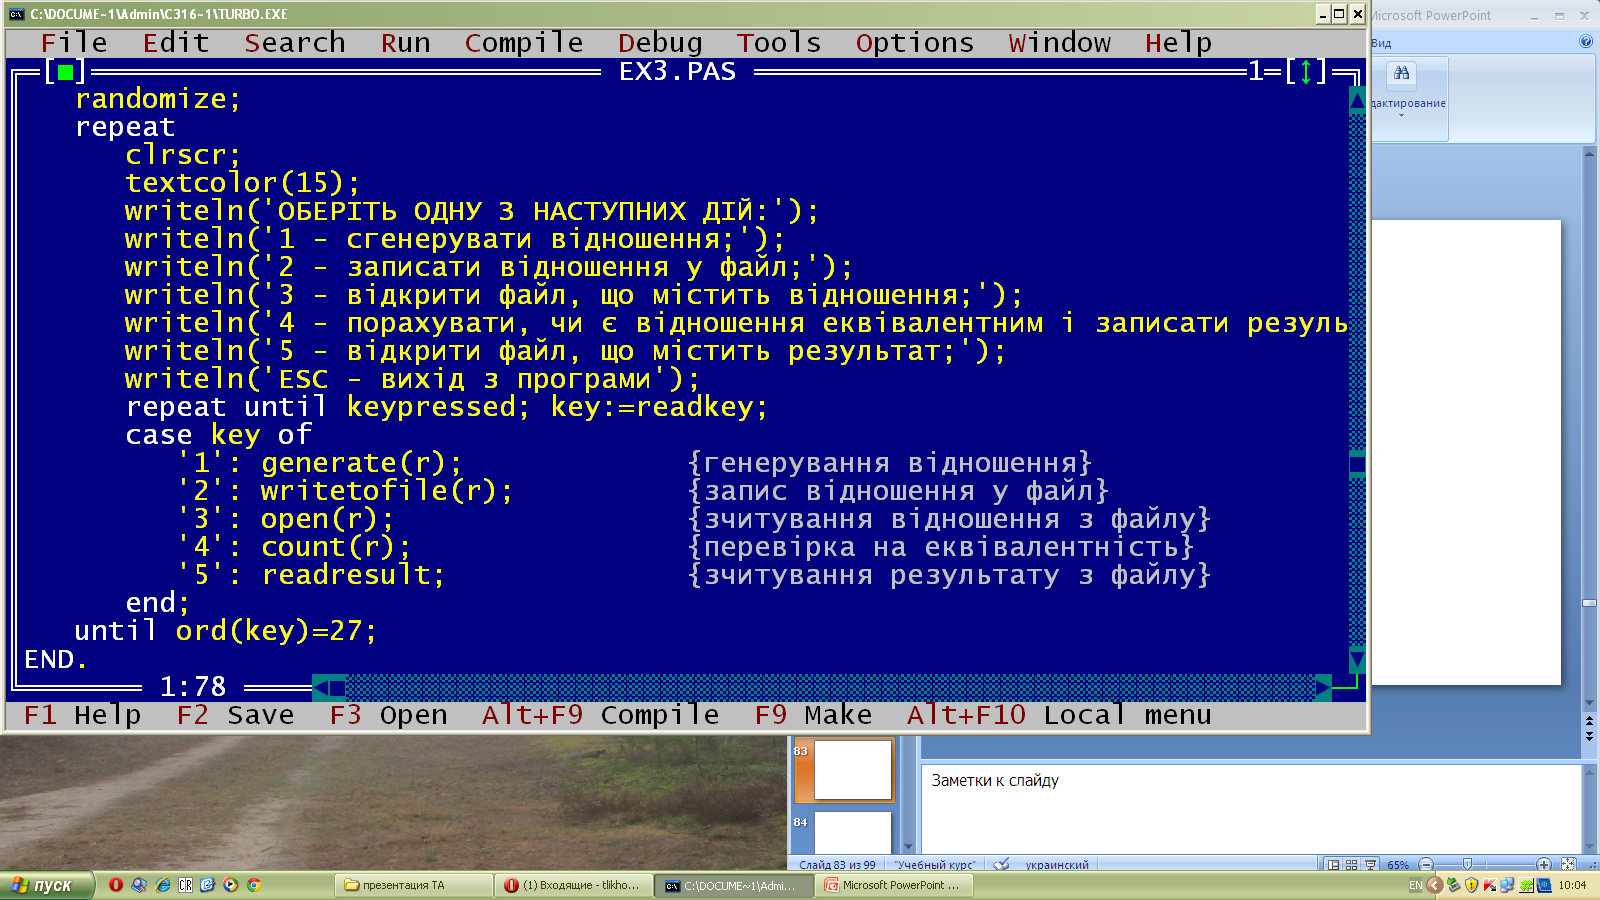 C:\DOCUME~1\Admin\C316-1\TURBO.EXE
File Edit Search Run Compile Debug Tools Options Window Help
EX3.PAS
1
randomize;
repeat
clrscr;
textcolor(15);
writeln('ОБЕРІТЬ ОДНУ З НАСТУПНИХ ДІЙ:');
writeln('1 - сгенерувати відношення;');
writeln('2 - записати відношення у файл;');
writeln('3 - відкрити файл, що містить відношення;');
writeln('4 - порахувати, чи є відношення еквівалентним і записати резуль
writeln('5 - відкрити файл, що містить результат;');
writeln('ESC - вихід з програми');
repeat until keypressed; key:=readkey;
case key of
'1': generate(r); {генерування відношення}
'2': writetofile(r); {запис відношення у файл}
'3': open(r); {зчитування відношення з файлу}
'4': count(r); {перевірка на еквівалентність}
'5': readresult; {зчитування результату з файлу}
end;
until ord(key)=27;
END.
1:78
F1 Help F2 Save F3 Open Alt+F9 Compile F9 Make Alt+F10 Local menu
Microsoft PowerPoint
Вид
дактирование
83
84
Заметки к слайду
Слайд 83 из 99
"Учебный курс"
украинский
65%
пуск
презентация ТА
(1) Входящие - tlikho...
C:\DOCUME~1\Admi...
Microsoft PowerPoint ...
EN
10:04